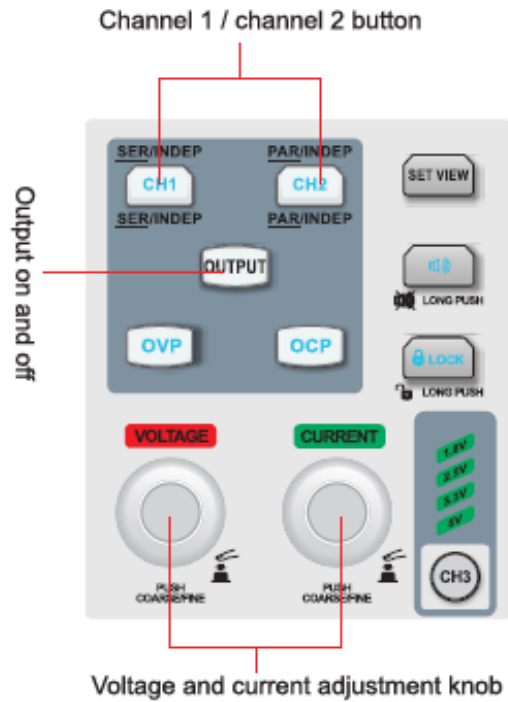 Channel 1 / channel 2 button
SER/INDEP
PAR/INDEP
CH1
CH2
SET VIEW
SER/INDEP
PAR/INDEP
Output on and off
OUTPUT
LONG PUSH
OVP
OCP
LOCK
LONG PUSH
VOLTAGE
CURRENT
1.8V
2.5V
3.3V
5V
PUSH
COARSE/FINE
PUSH
COARSE/FINE
CH3
Voltage and current adjustment knob